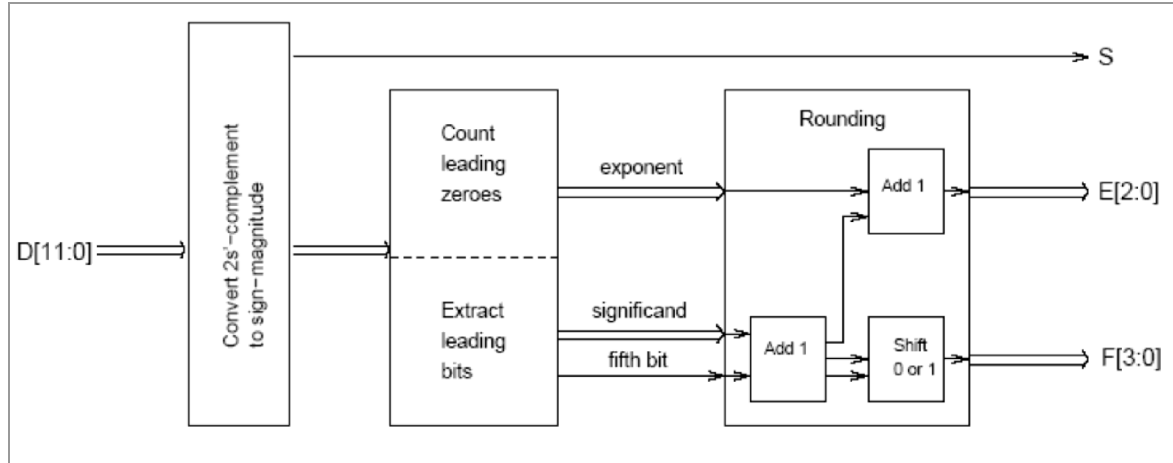 S
Rounding
Count
leading
zeroes
exponent
Add 1
E[2:0]
D[11:0]
Convert 2s'−complement
to sign−magnitude
Extract
leading
bits
significand
fifth bit
Add 1
Shift
0 or 1
F[3:0]